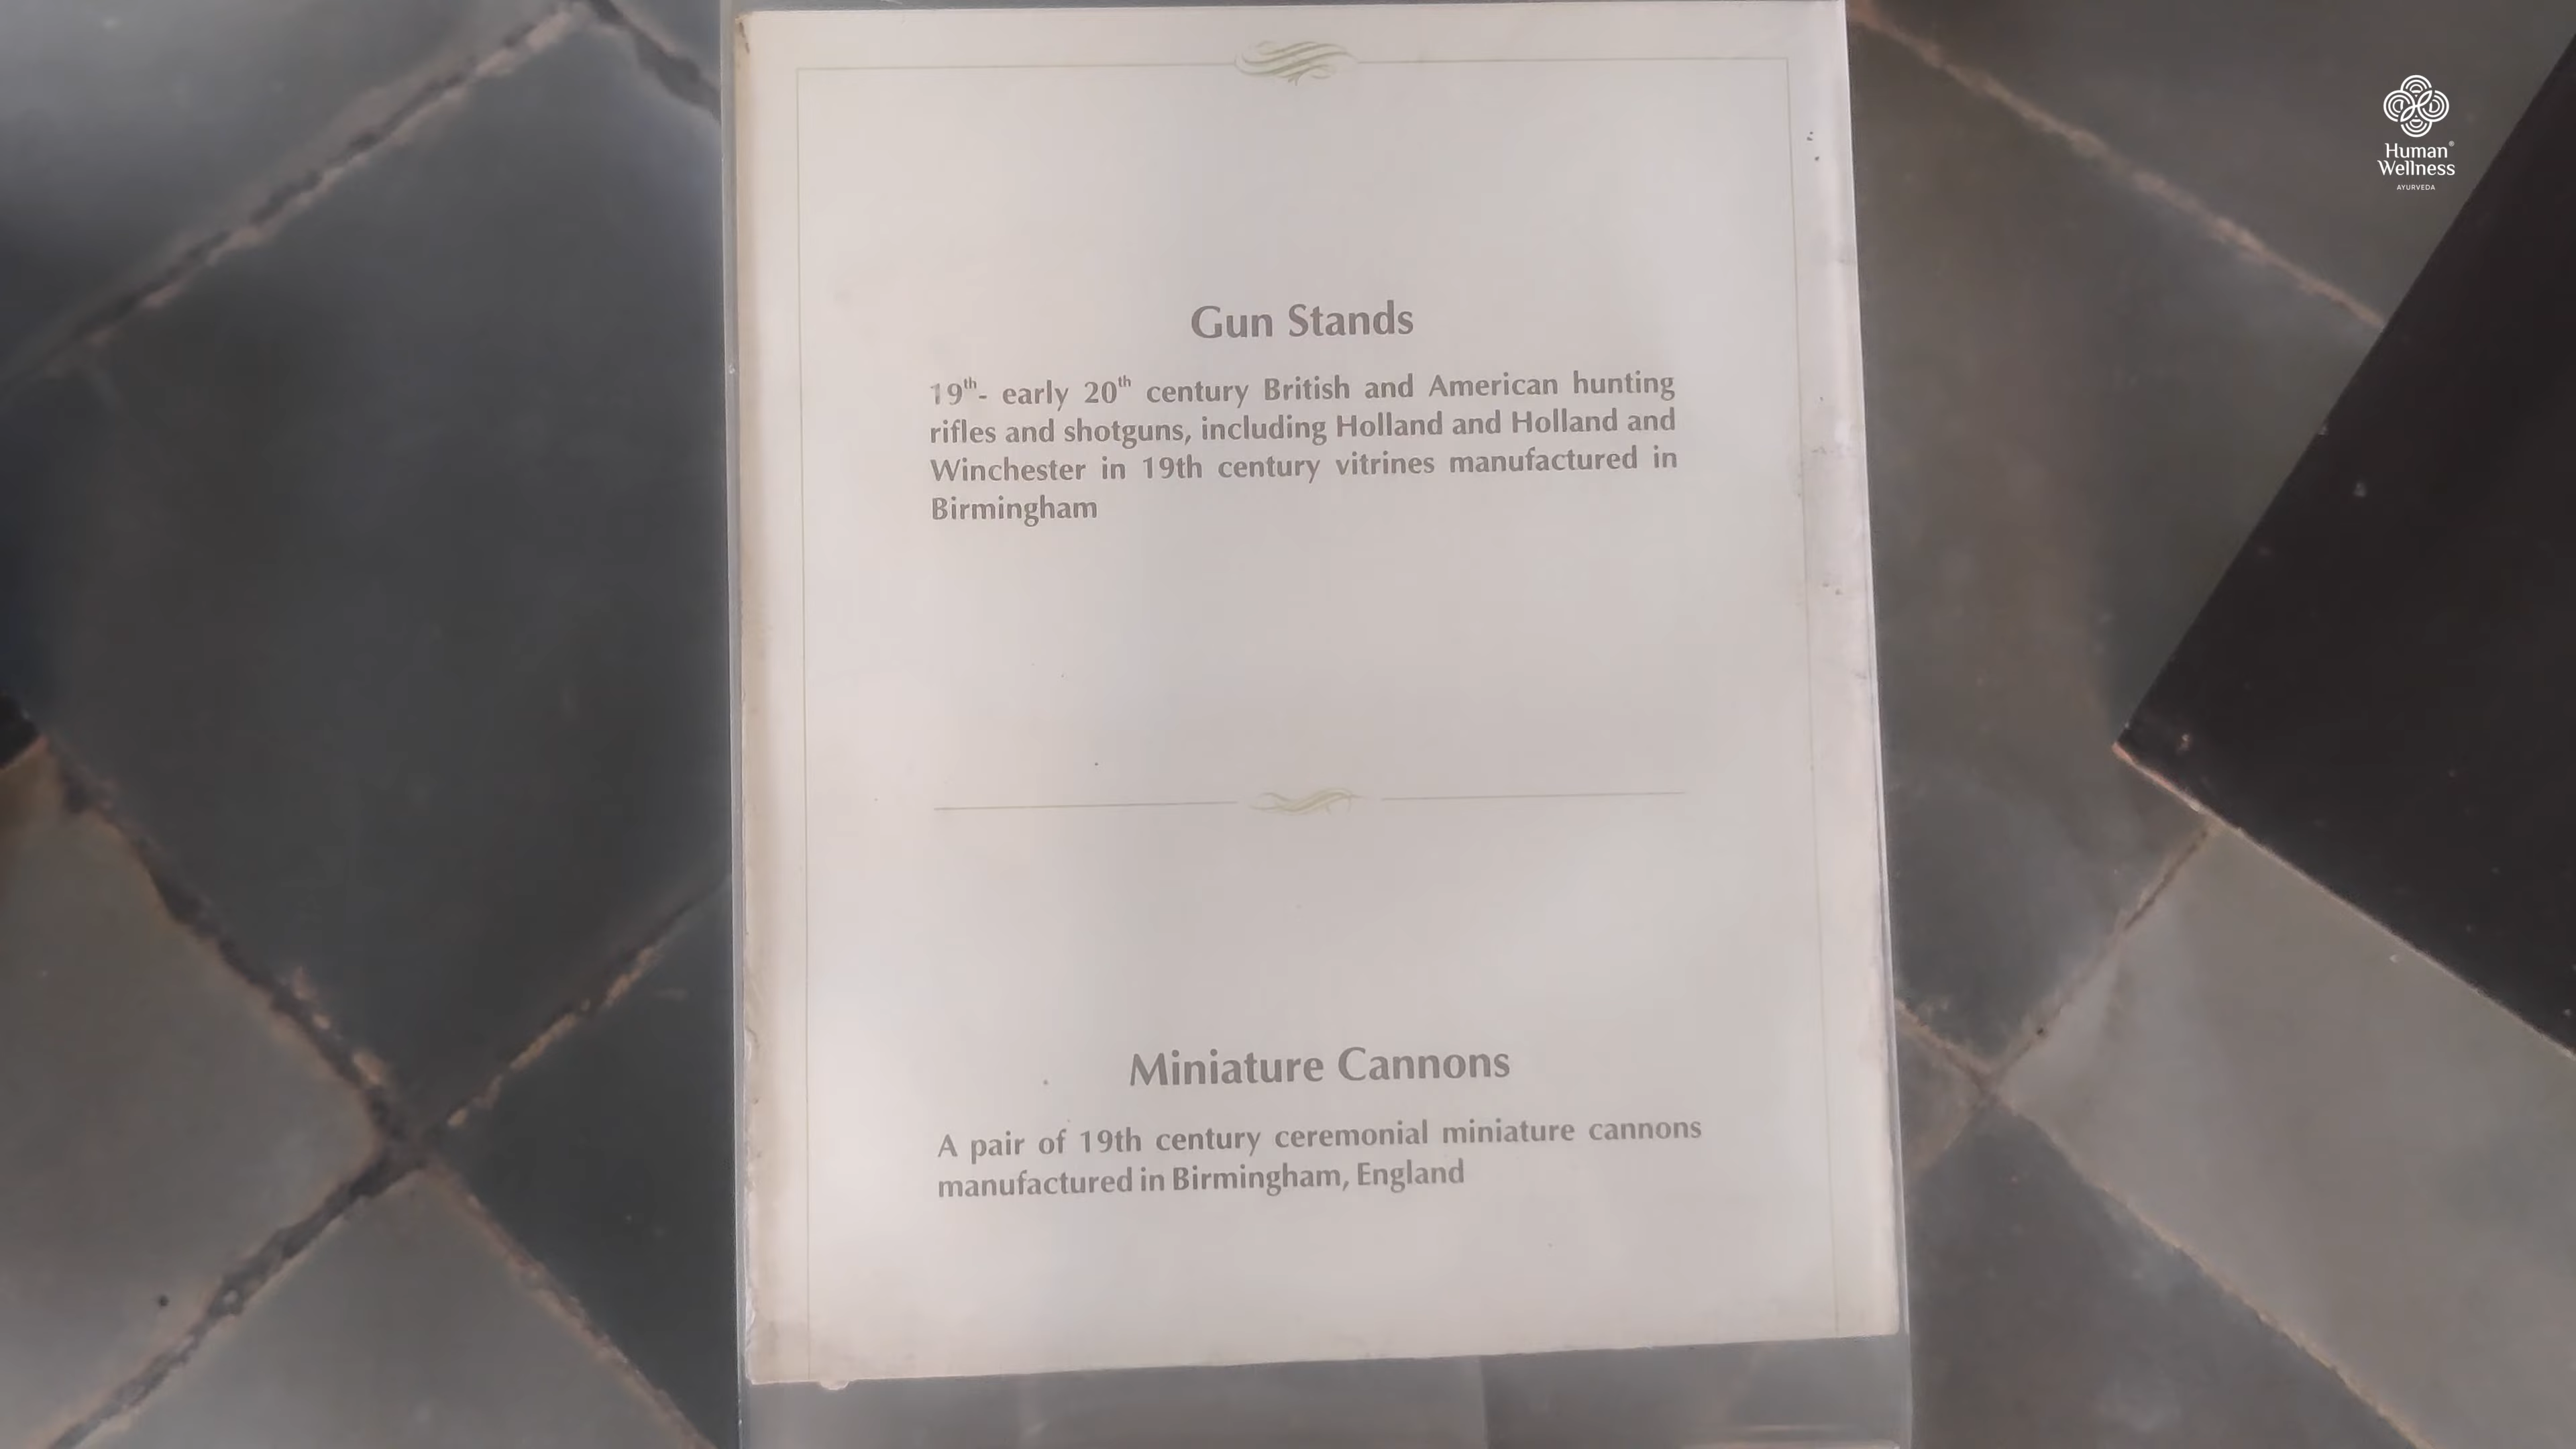 Human®
Wellness
AYURVEDA
Gun Stands
19th- early 20th century British and American hunting
rifles and shotguns, including Holland and Holland and
Winchester in 19th century vitrines manufactured in
Birmingham
Miniature Cannons
A pair of 19th century ceremonial miniature cannons
manufactured in Birmingham, England